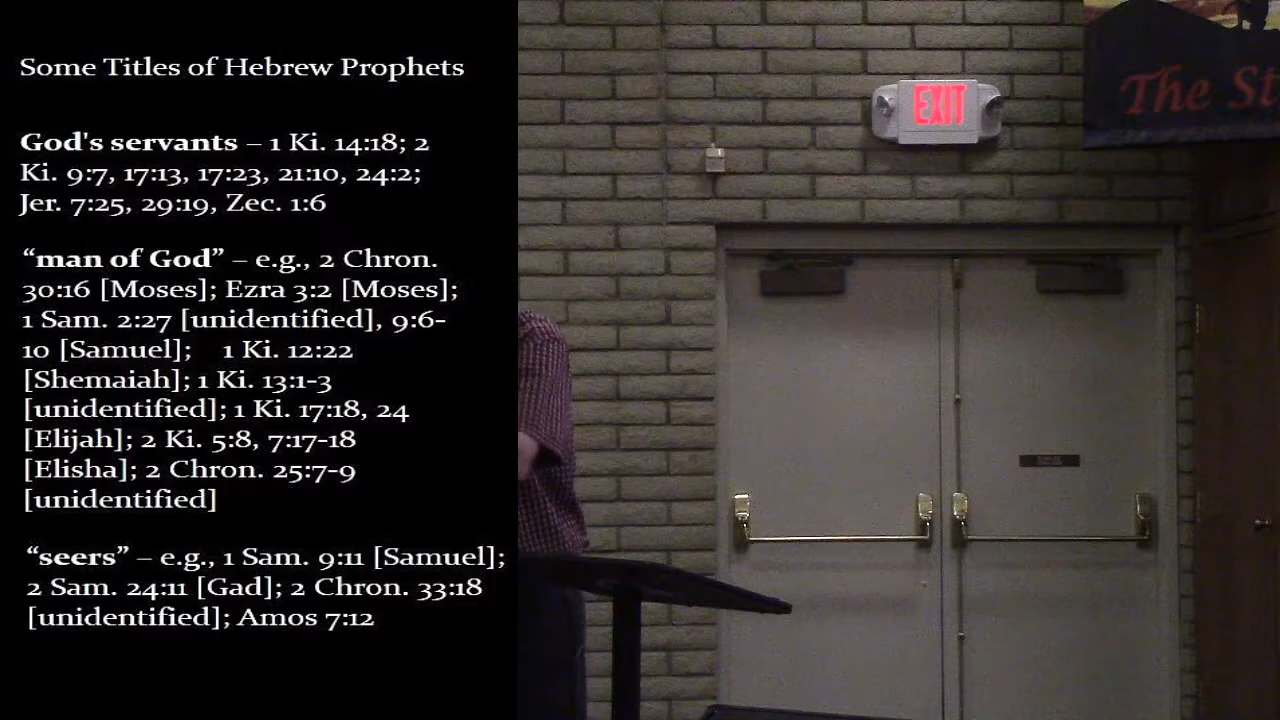 Some Titles of Hebrew Prophets
God's servants – 1 Ki. 14:18; 2
Ki. 9:7, 17:13, 17:23, 21:10, 24:2;
Jer. 7:25, 29:19, Zec. 1:6
“man of God” – e.g., 2 Chron.
30:16 [Moses]; Ezra 3:2 [Moses];
1 Sam. 2:27 [unidentified], 9:6-
10 [Samuel]; 1 Ki. 12:22
[Shemaiah]; 1 Ki. 13:1-3
[unidentified]; 1 Ki. 17:18, 24
[Elijah]; 2 Ki. 5:8, 7:17-18
[Elisha]; 2 Chron. 25:7-9
[unidentified]
“seers” – e.g., 1 Sam. 9:11 [Samuel];
2 Sam. 24:11 [Gad]; 2 Chron. 33:18
[unidentified]; Amos 7:12
EXIT
The St